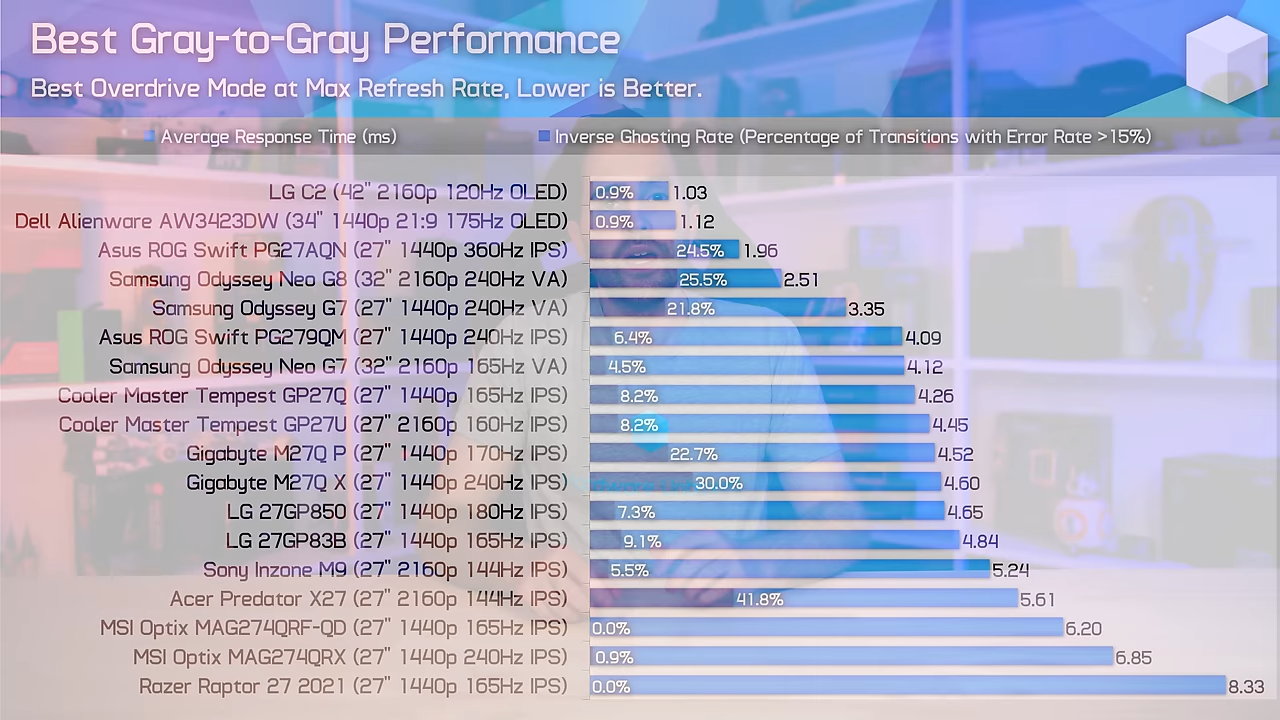 Best Gray-to-Gray Performance
Best Overdrive Mode at Max Refresh Rate, Lower is Better.
Average Response Time (ms) Inverse Ghosting Rate (Percentage of Transitions with Error Rate >15%)
LG C2 (42" 2160p 120Hz OLED) 0.9% 1.03
Dell Alienware AW3423DW (34" 1440p 21:9 175Hz OLED) 0.9% 1.12
Asus ROG Swift PG27AQN (27" 1440p 360Hz IPS) 24.5% 1.96
Samsung Odyssey Neo G8 (32" 2160p 240Hz VA) 25.5% 2.51
Samsung Odyssey G7 (27" 1440p 240Hz VA) 21.8% 3.35
Asus ROG Swift PG279QM (27" 1440p 240Hz IPS) 6.4% 4.09
Samsung Odyssey Neo G7 (32" 2160p 165Hz VA) 4.5% 4.12
Cooler Master Tempest GP27Q (27" 1440p 165Hz IPS) 8.2% 4.26
Cooler Master Tempest GP27U (27" 2160p 160Hz IPS) 8.2% 4.45
Gigabyte M27Q P (27" 1440p 170Hz IPS) 22.7% 4.52
Gigabyte M27Q X (27" 1440p 240Hz IPS) 30.0% 4.60
LG 27GP850 (27" 1440p 180Hz IPS) 7.3% 4.65
LG 27GP83B (27" 1440p 165Hz IPS) 9.1% 4.84
Sony Inzone M9 (27" 2160p 144Hz IPS) 5.5% 5.24
Acer Predator X27 (27" 2160p 144Hz IPS) 41.8% 5.61
MSI Optix MAG274QRF-QD (27" 1440p 165Hz IPS) 0.0% 6.20
MSI Optix MAG274QRX (27" 1440p 240Hz IPS) 0.9% 6.85
Razer Raptor 27 2021 (27" 1440p 165Hz IPS) 0.0% 8.33